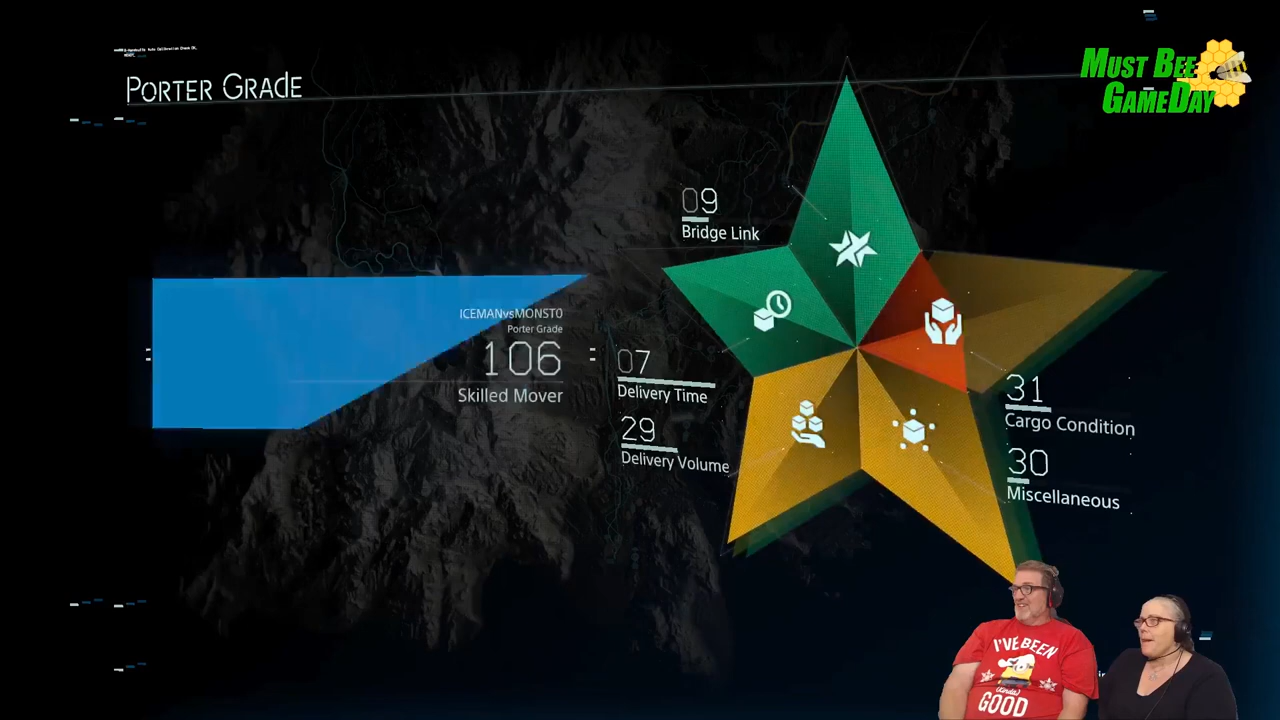 PORTER GRADE
MUST BEE
GAMEDAY
09
Bridge Link
ICEMANvsMONST0
Porter Grade
106
Skilled Mover
07
Delivery Time
29
Delivery Volume
31
Cargo Condition
30
Miscellaneous
I'VE BEEN
(kinda)
GOOD